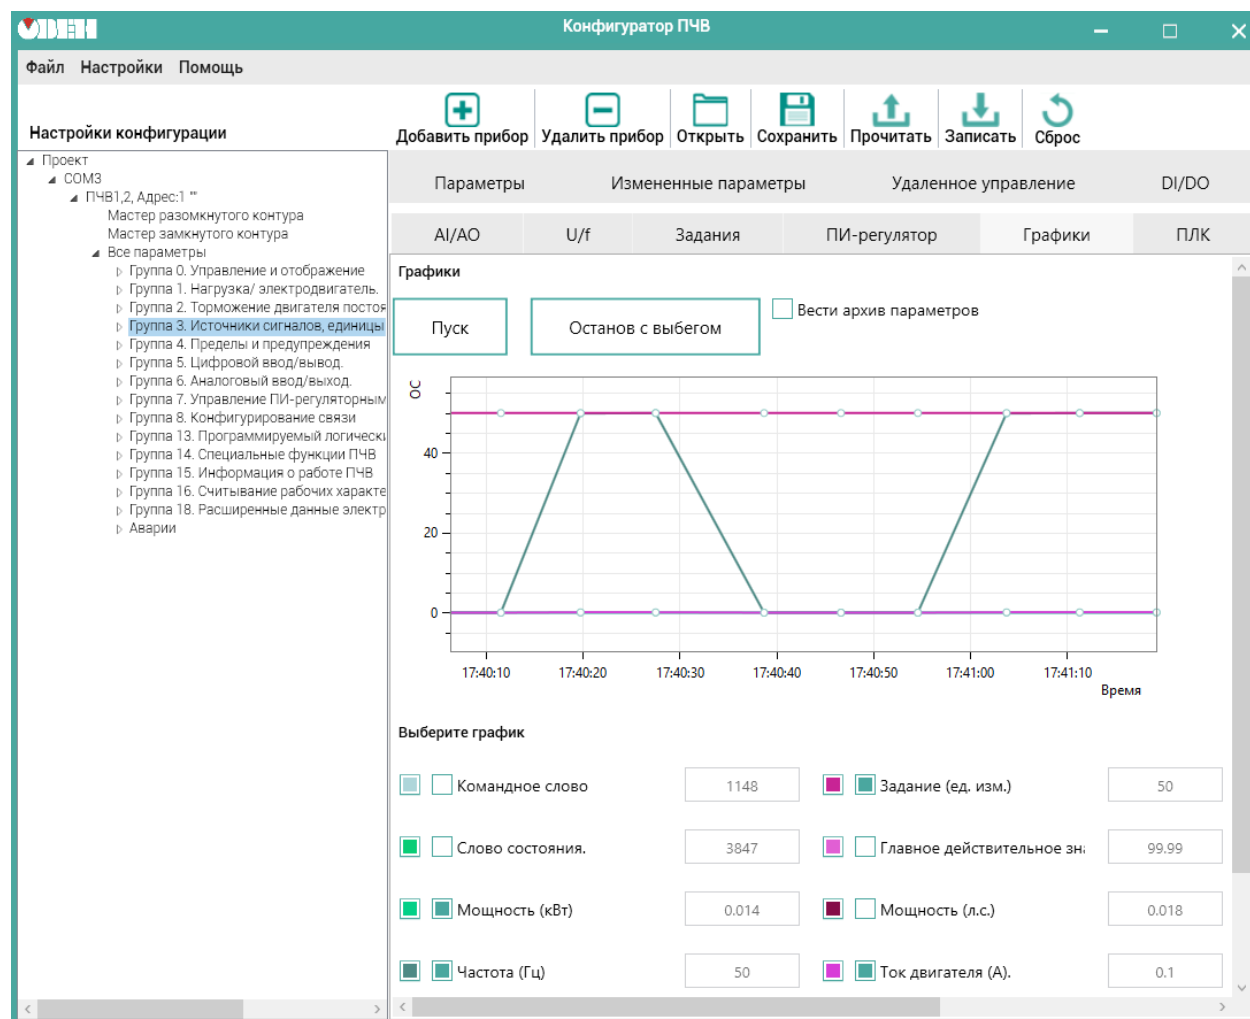 ОВЕН
Конфигуратор ПЧВ
Файл Настройки Помощь
Настройки конфигурации
Добавить прибор Удалить прибор Открыть Сохранить Прочитать Записать Сброс
Проект
COM3
ПЧВ1,2, Адрес:1 ""
Мастер разомкнутого контура
Мастер замкнутого контура
Все параметры
Группа 0. Управление и отображение
Группа 1. Нагрузка/ электродвигатель.
Группа 2. Торможение двигателя постоя
Группа 3. Источники сигналов, единицы
Группа 4. Пределы и предупреждения
Группа 5. Цифровой ввод/вывод.
Группа 6. Аналоговый ввод/выход.
Группа 7. Управление ПИ-регуляторным
Группа 8. Конфигурирование связи
Группа 13. Программируемый логически
Группа 14. Специальные функции ПЧВ
Группа 15. Информация о работе ПЧВ
Группа 16. Считывание рабочих характе
Группа 18. Расширенные данные электр
Аварии
Параметры Измененные параметры Удаленное управление DI/DO
AI/AO U/f Задания ПИ-регулятор Графики ПЛК
Графики
Пуск Останов с выбегом Вести архив параметров
ОС
40
20
0
17:40:10 17:40:20 17:40:30 17:40:40 17:40:50 17:41:00 17:41:10
Время
Выберите график
Командное слово 1148 Задание (ед. изм.) 50
Слово состояния. 3847 Главное действительное зна 99.99
Мощность (кВт) 0.014 Мощность (л.с.) 0.018
Частота (Гц) 50 Ток двигателя (А). 0.1